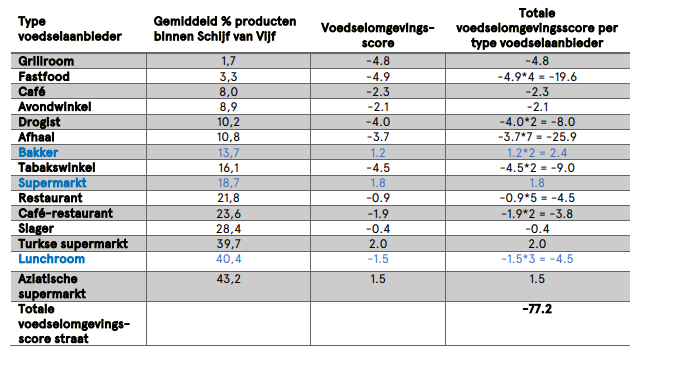 Type voedselaanbieder | Gemiddeld % producten binnen Schijf van Vijf | Voedselomgevings-score | Totale voedselomgevingsscore per type voedselaanbieder
Grillroom | 1,7 | -4.8 | -4.8
Fastfood | 3,3 | -4.9 | -4.9*4 = -19.6
Café | 8,0 | -2.3 | -2.3
Avondwinkel | 8,9 | -2.1 | -2.1
Drogist | 10,2 | -4.0 | -4.0*2 = -8.0
Afhaal | 10,8 | -3.7 | -3.7*7 = -25.9
Bakker | 13,7 | 1.2 | 1.2*2 = 2.4
Tabakswinkel | 16,1 | -4.5 | -4.5*2 = -9.0
Supermarkt | 18,7 | 1.8 | 1.8
Restaurant | 21,8 | -0.9 | -0.9*5 = -4.5
Café-restaurant | 23,6 | -1.9 | -1.9*2 = -3.8
Slager | 28,4 | -0.4 | -0.4
Turkse supermarkt | 39,7 | 2.0 | 2.0
Lunchroom | 40,4 | -1.5 | -1.5*3 = -4.5
Aziatische supermarkt | 43,2 | 1.5 | 1.5
Totale voedselomgevings-score straat | -77.2